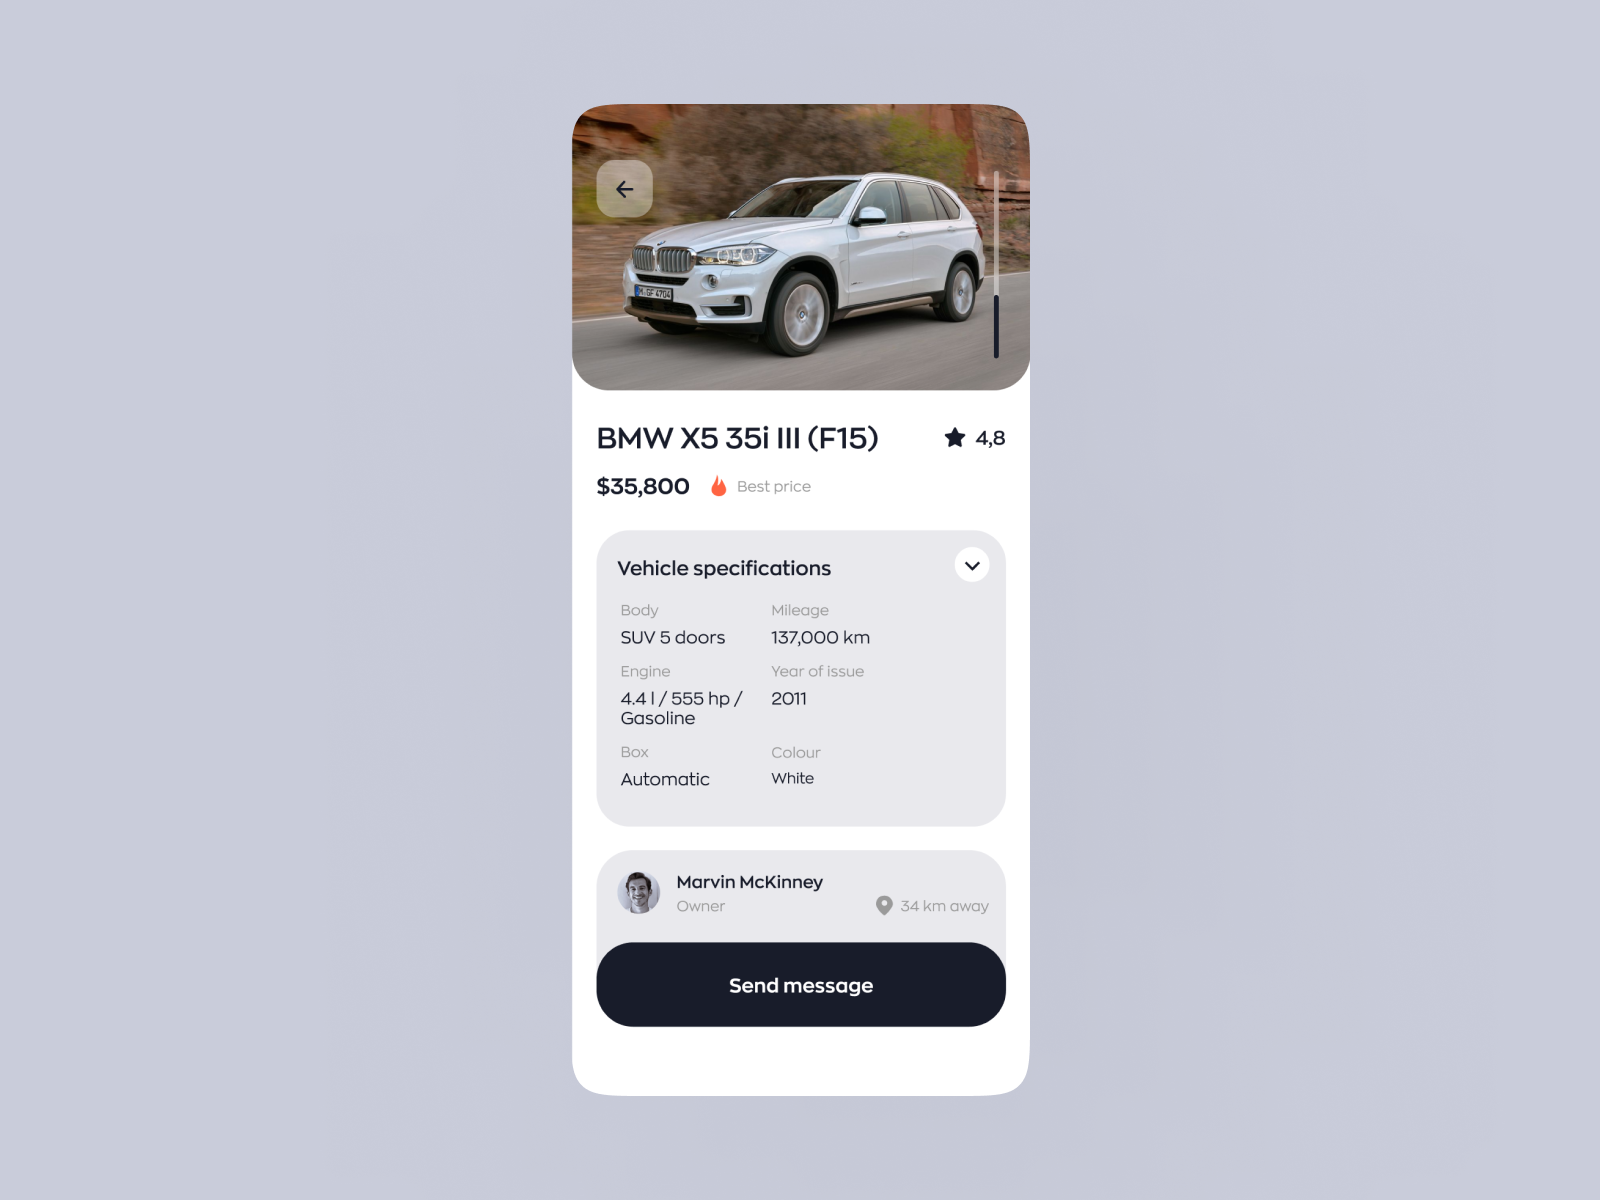 M·GF 4704
BMW X5 35i III (F15)
4,8
$35,800
Best price
Vehicle specifications
Body
Mileage
SUV 5 doors
137,000 km
Engine
Year of issue
4.4 l / 555 hp /
Gasoline
2011
Box
Colour
Automatic
White
Marvin McKinney
Owner
34 km away
Send message